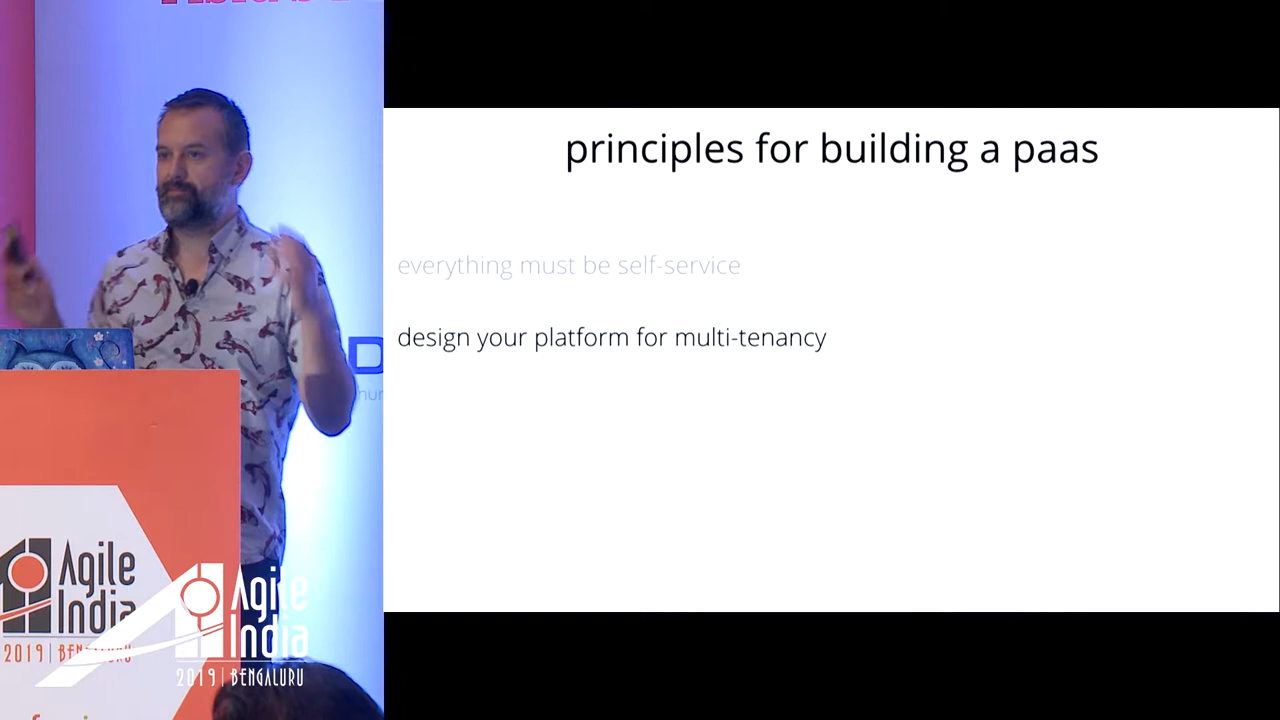 principles for building a paas
everything must be self-service
design your platform for multi-tenancy
D
Agile
India
2019 | BENGALURU
Agile
India
2019 | BENGALURU